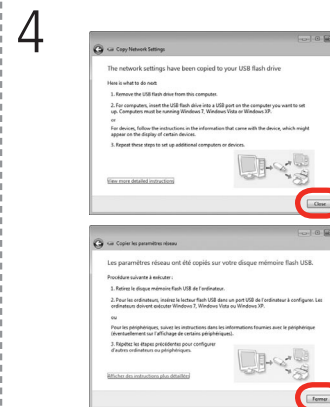 4
Copy Network Settings
The network settings have been copied to your USB flash drive
Here is what to do next:
1. Remove the USB flash drive from this computer.
2. For computers, insert the USB flash drive into a USB port on the computer you want to set
up. Computers must be running Windows 7, Windows Vista or Windows XP.
or
For devices, follow the instructions in the information that came with the device, which might
appear on the display of certain devices.
3. Repeat these steps to set up additional computers or devices.
View more detailed instructions
Close
Copier les paramètres réseau
Les paramètres réseau ont été copiés sur votre disque mémoire flash USB.
Procédure suivante à exécuter :
1. Retirez le disque mémoire flash USB de l'ordinateur.
2. Pour les ordinateurs, insérez le lecteur flash USB dans un port USB de l'ordinateur à configurer. Les
ordinateurs doivent exécuter Windows 7, Windows Vista ou Windows XP.
ou
Pour les périphériques, suivez les instructions dans les informations fournies avec le périphérique
(éventuellement sur l'affichage de certains périphériques).
3. Répétez les étapes précédentes pour configurer
d'autres ordinateurs ou périphériques.
Afficher des instructions plus détaillées
Fermer